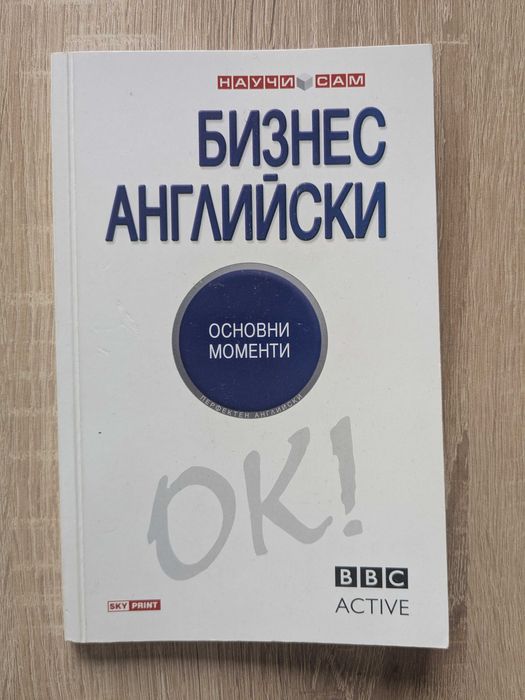 НАУЧИ САМ
БИЗНЕС
АНГЛИЙСКИ
ОСНОВНИ
МОМЕНТИ
ПЕРФЕКТЕН АНГЛИЙСКИ
OK!
BBC
ACTIVE
SKY PRINT